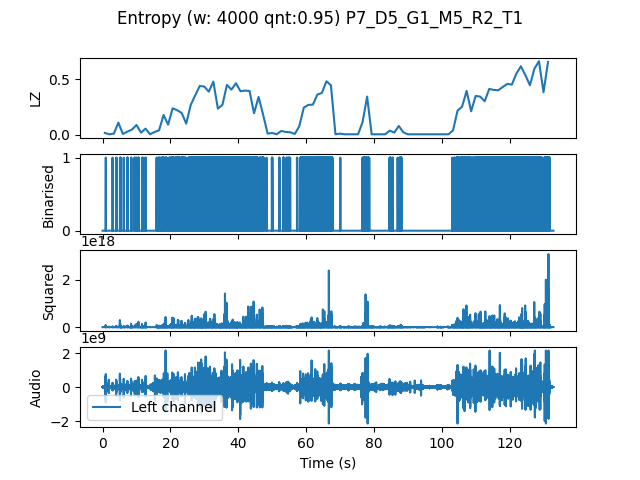 Entropy (w: 4000 qnt:0.95) P7_D5_G1_M5_R2_T1
0.5
0.0
LZ
1
0
Binarised
1e18
2
0
Squared
1e9
2
0
−2
Audio
Left channel
0 20 40 60 80 100 120
Time (s)